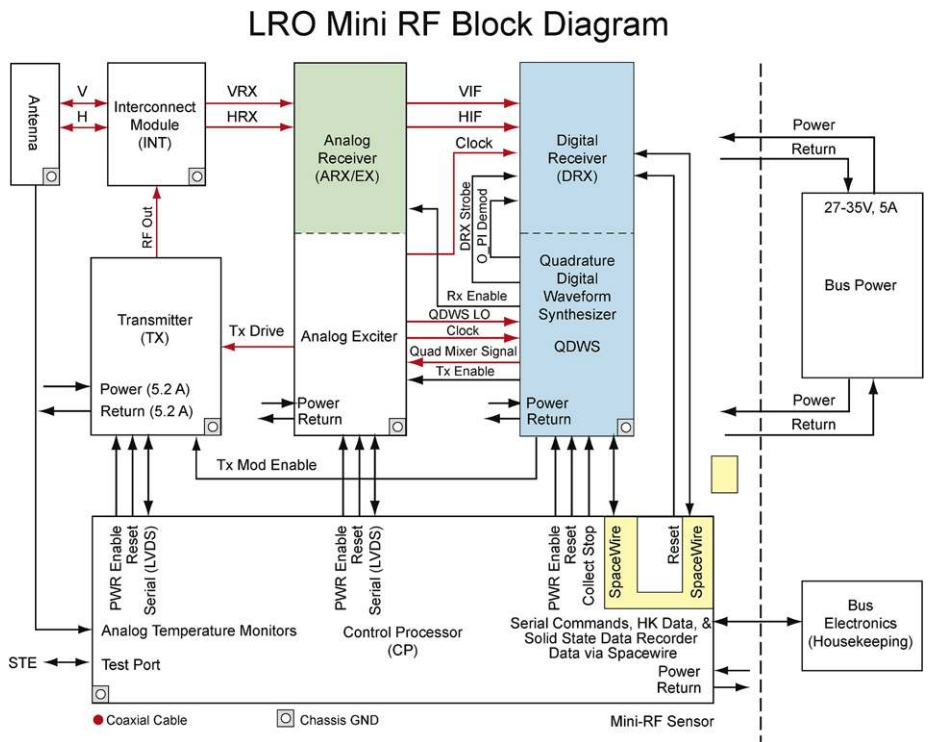 LRO Mini RF Block Diagram
Antenna
V
H
Interconnect
Module
(INT)
VRX
HRX
Analog
Receiver
(ARX/EX)
VIF
HIF
Clock
Digital
Receiver
(DRX)
DRX Strobe
O_PI Demod
Power
Return
27-35V, 5A
Bus Power
Power
Return
RF Out
Transmitter
(TX)
Power (5.2 A)
Return (5.2 A)
Tx Drive
Analog Exciter
Power
Return
Rx Enable
QDWS LO
Clock
Quad Mixer Signal
Tx Enable
Quadrature
Digital
Waveform
Synthesizer
QDWS
Power
Return
Tx Mod Enable
PWR Enable
Reset
Serial (LVDS)
PWR Enable
Reset
Serial (LVDS)
PWR Enable
Reset
Collect Stop
SpaceWire
Reset
SpaceWire
Analog Temperature Monitors
Control Processor
(CP)
Serial Commands, HK Data, &
Solid State Data Recorder
Data via Spacewire
Bus
Electronics
(Housekeeping)
STE
Test Port
Power
Return
Coaxial Cable
Chassis GND
Mini-RF Sensor